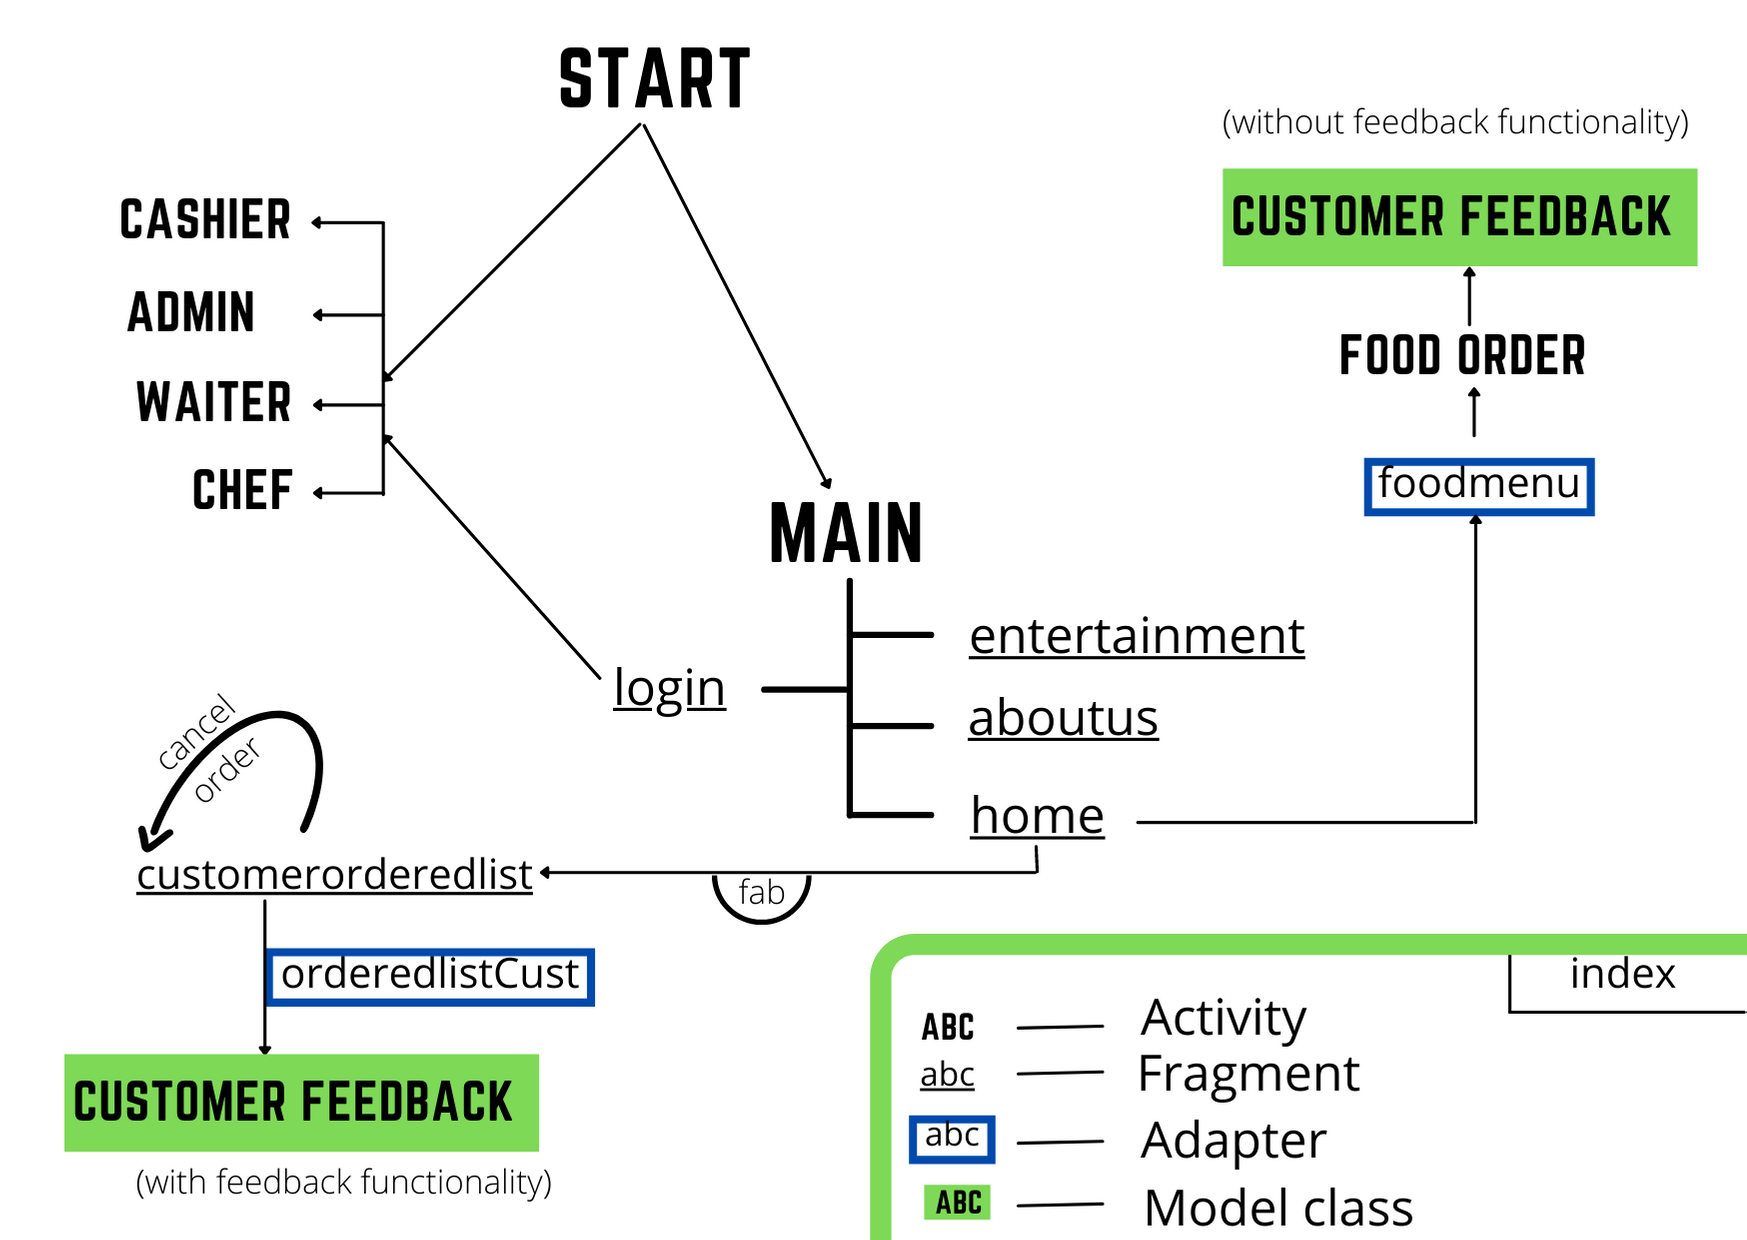 START
(without feedback functionality)
CUSTOMER FEEDBACK
CASHIER
ADMIN
WAITER
CHEF
FOOD ORDER
foodmenu
MAIN
entertainment
login
aboutus
home
cancel
order
customerorderedlist
fab
orderedlistCust
CUSTOMER FEEDBACK
(with feedback functionality)
index
ABC Activity
abc Fragment
abc Adapter
ABC Model class